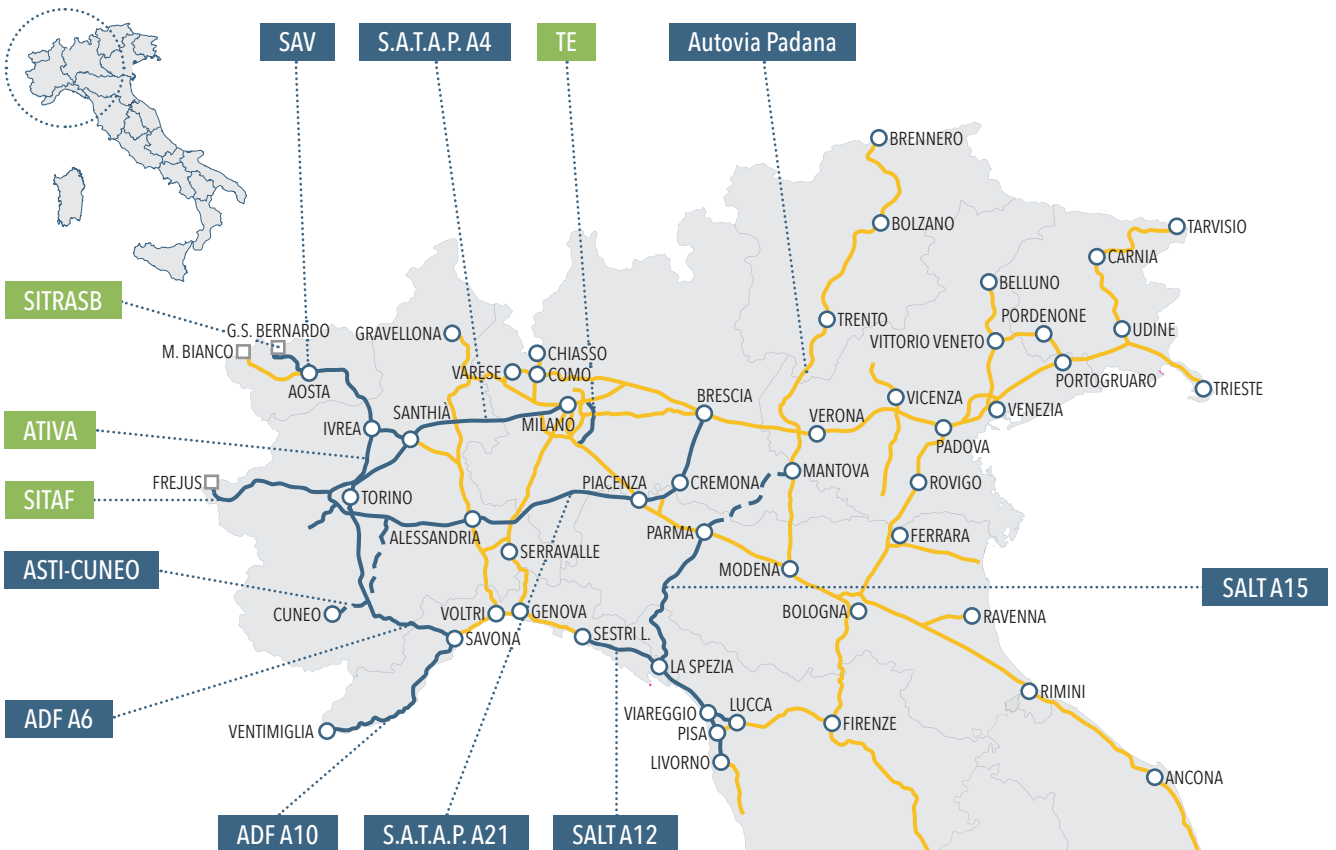 SAV
S.A.T.A.P. A4
TE
Autovia Padana
BRENNERO
BOLZANO
TARVISIO
CARNIA
SITRASB
BELLUNO
G.S. BERNARDO
GRAVELLONA
TRENTO
PORDENONE
UDINE
M. BIANCO
CHIASSO
VITTORIO VENETO
VARESE
COMO
PORTOGRUARO
AOSTA
BRESCIA
VICENZA
TRIESTE
SANTHIÀ
VERONA
VENEZIA
ATIVA
IVREA
MILANO
PADOVA
FREJUS
PIACENZA
CREMONA
MANTOVA
ROVIGO
SITAF
TORINO
ALESSANDRIA
PARMA
FERRARA
SERRAVALLE
ASTI-CUNEO
MODENA
SALT A15
CUNEO
VOLTRI
GENOVA
BOLOGNA
RAVENNA
SAVONA
SESTRI L.
LA SPEZIA
RIMINI
ADF A6
VIAREGGIO
LUCCA
VENTIMIGLIA
PISA
FIRENZE
LIVORNO
ANCONA
ADF A10
S.A.T.A.P. A21
SALT A12